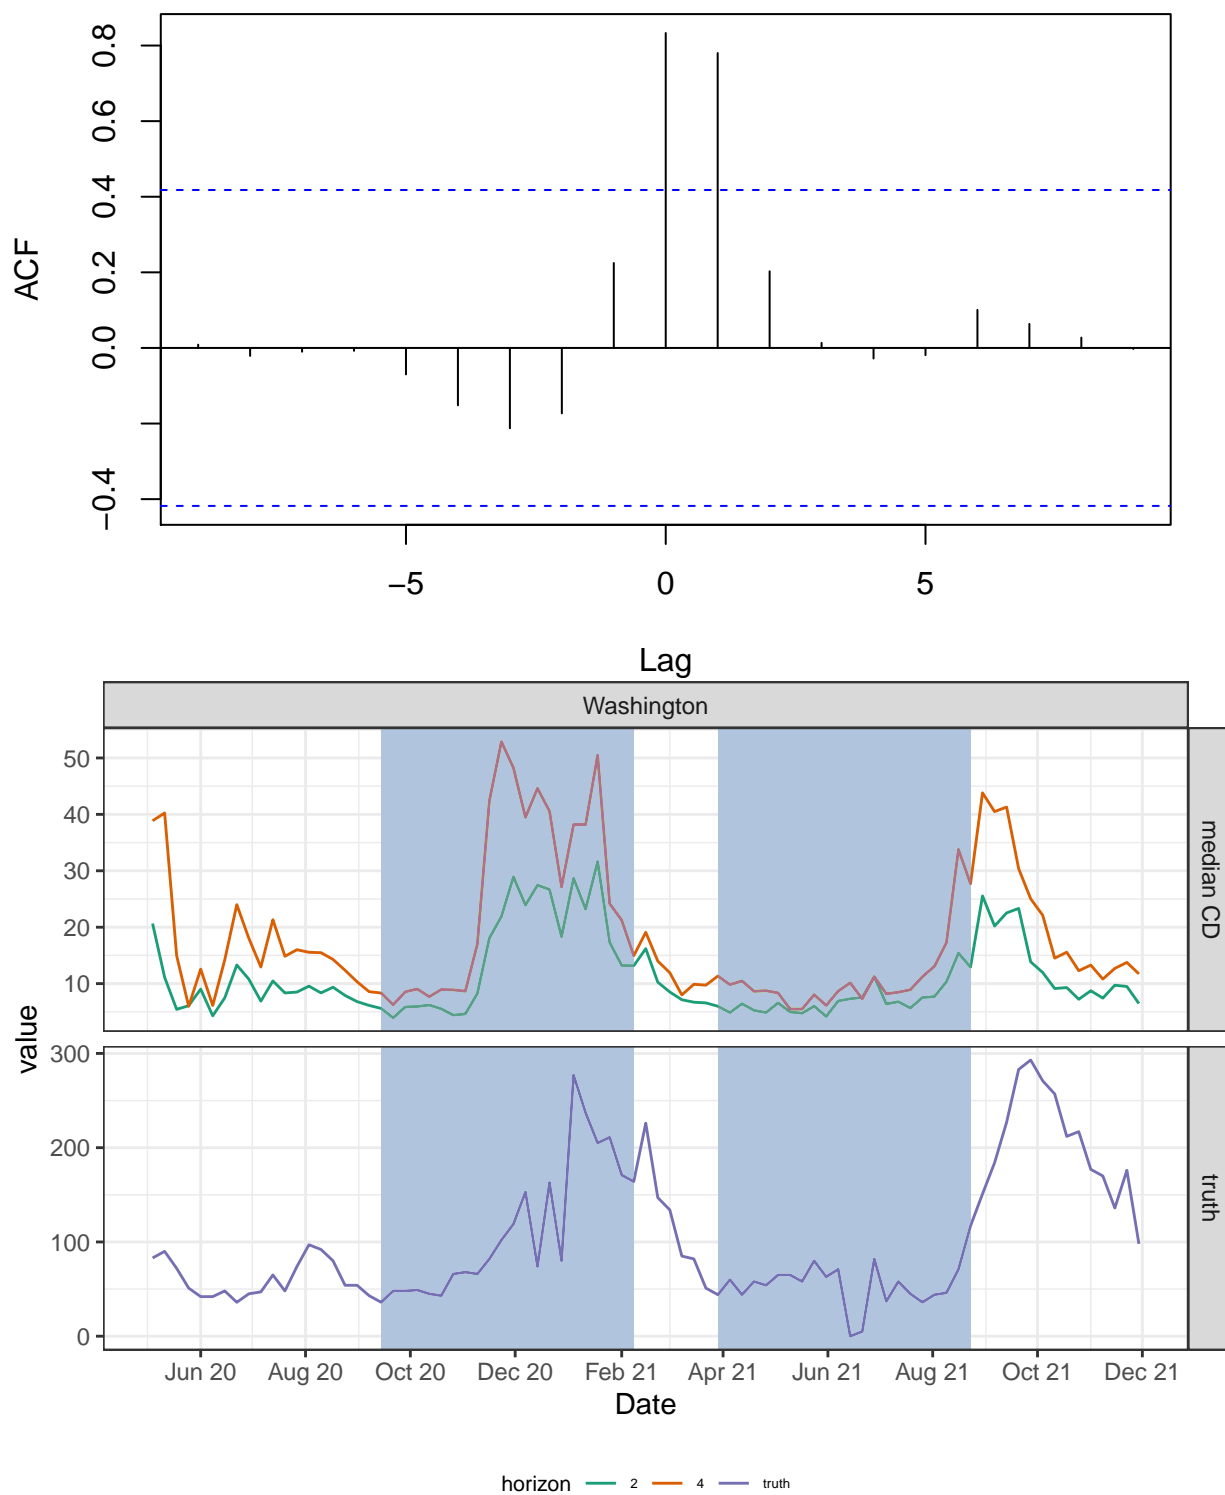 0.8
0.6
0.4
0.2
0.0
−0.4
ACF
−5 0 5
Lag
Washington
50
40
30
20
10
median CD
value
300
200
100
0
truth
Jun 20 Aug 20 Oct 20 Dec 20 Feb 21 Apr 21 Jun 21 Aug 21 Oct 21 Dec 21
Date
horizon 2 4 truth